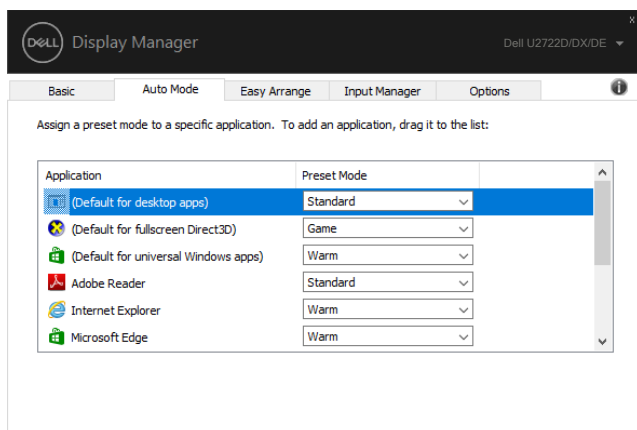 x
DELL Display Manager Dell U2722D/DX/DE
Basic Auto Mode Easy Arrange Input Manager Options
Assign a preset mode to a specific application. To add an application, drag it to the list:
Application Preset Mode
(Default for desktop apps) Standard
(Default for fullscreen Direct3D) Game
(Default for universal Windows apps) Warm
Adobe Reader Standard
Internet Explorer Warm
Microsoft Edge Warm